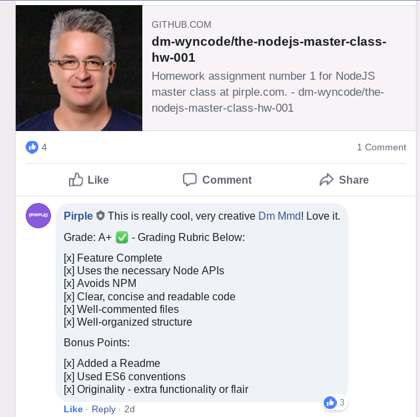 GITHUB.COM
dm-wyncode/the-nodejs-master-class-
hw-001
Homework assignment number 1 for NodeJS
master class at pirple.com. - dm-wyncode/the-
nodejs-master-class-hw-001
4
1 Comment
Like Comment Share
Pirple This is really cool, very creative Dm Mmd! Love it.
Grade: A+ ✅ - Grading Rubric Below:
[x] Feature Complete
[x] Uses the necessary Node APIs
[x] Avoids NPM
[x] Clear, concise and readable code
[x] Well-commented files
[x] Well-organized structure
Bonus Points:
[x] Added a Readme
[x] Used ES6 conventions
[x] Originality - extra functionality or flair
3
Like · Reply · 2d